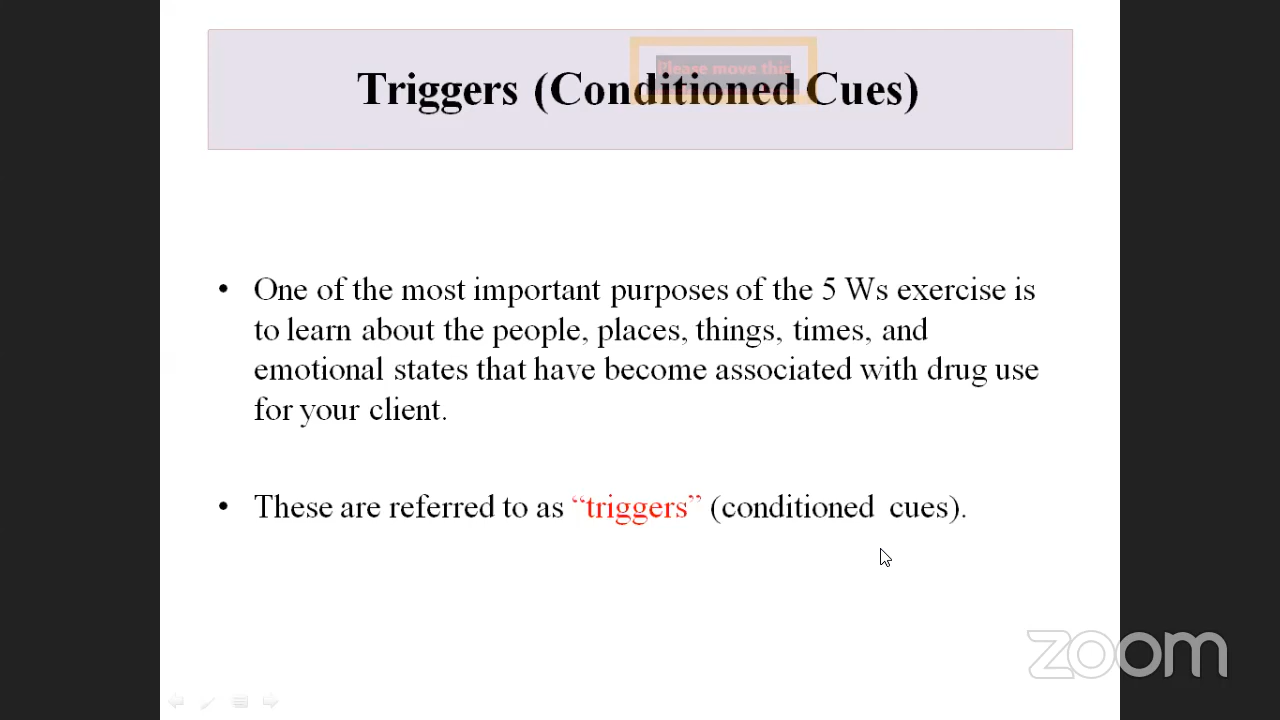 Please move this
Triggers (Conditioned Cues)
• One of the most important purposes of the 5 Ws exercise is
to learn about the people, places, things, times, and
emotional states that have become associated with drug use
for your client.
• These are referred to as “triggers” (conditioned cues).
zoom